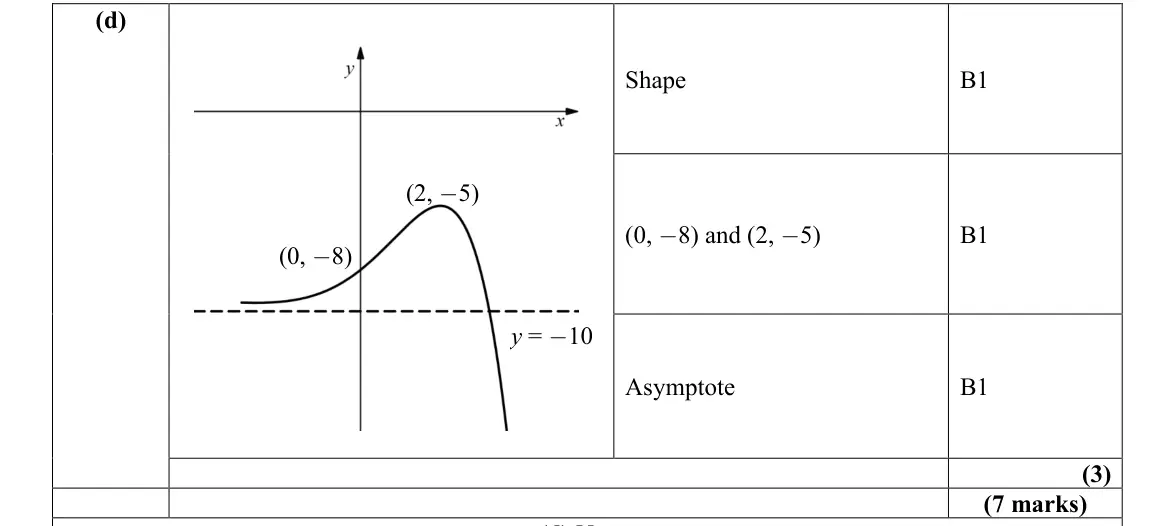 (d)
y
Shape
B1
x
(2, −5)
(0, −8)
(0, −8) and (2, −5)
B1
y = −10
Asymptote
B1
(3)
(7 marks)